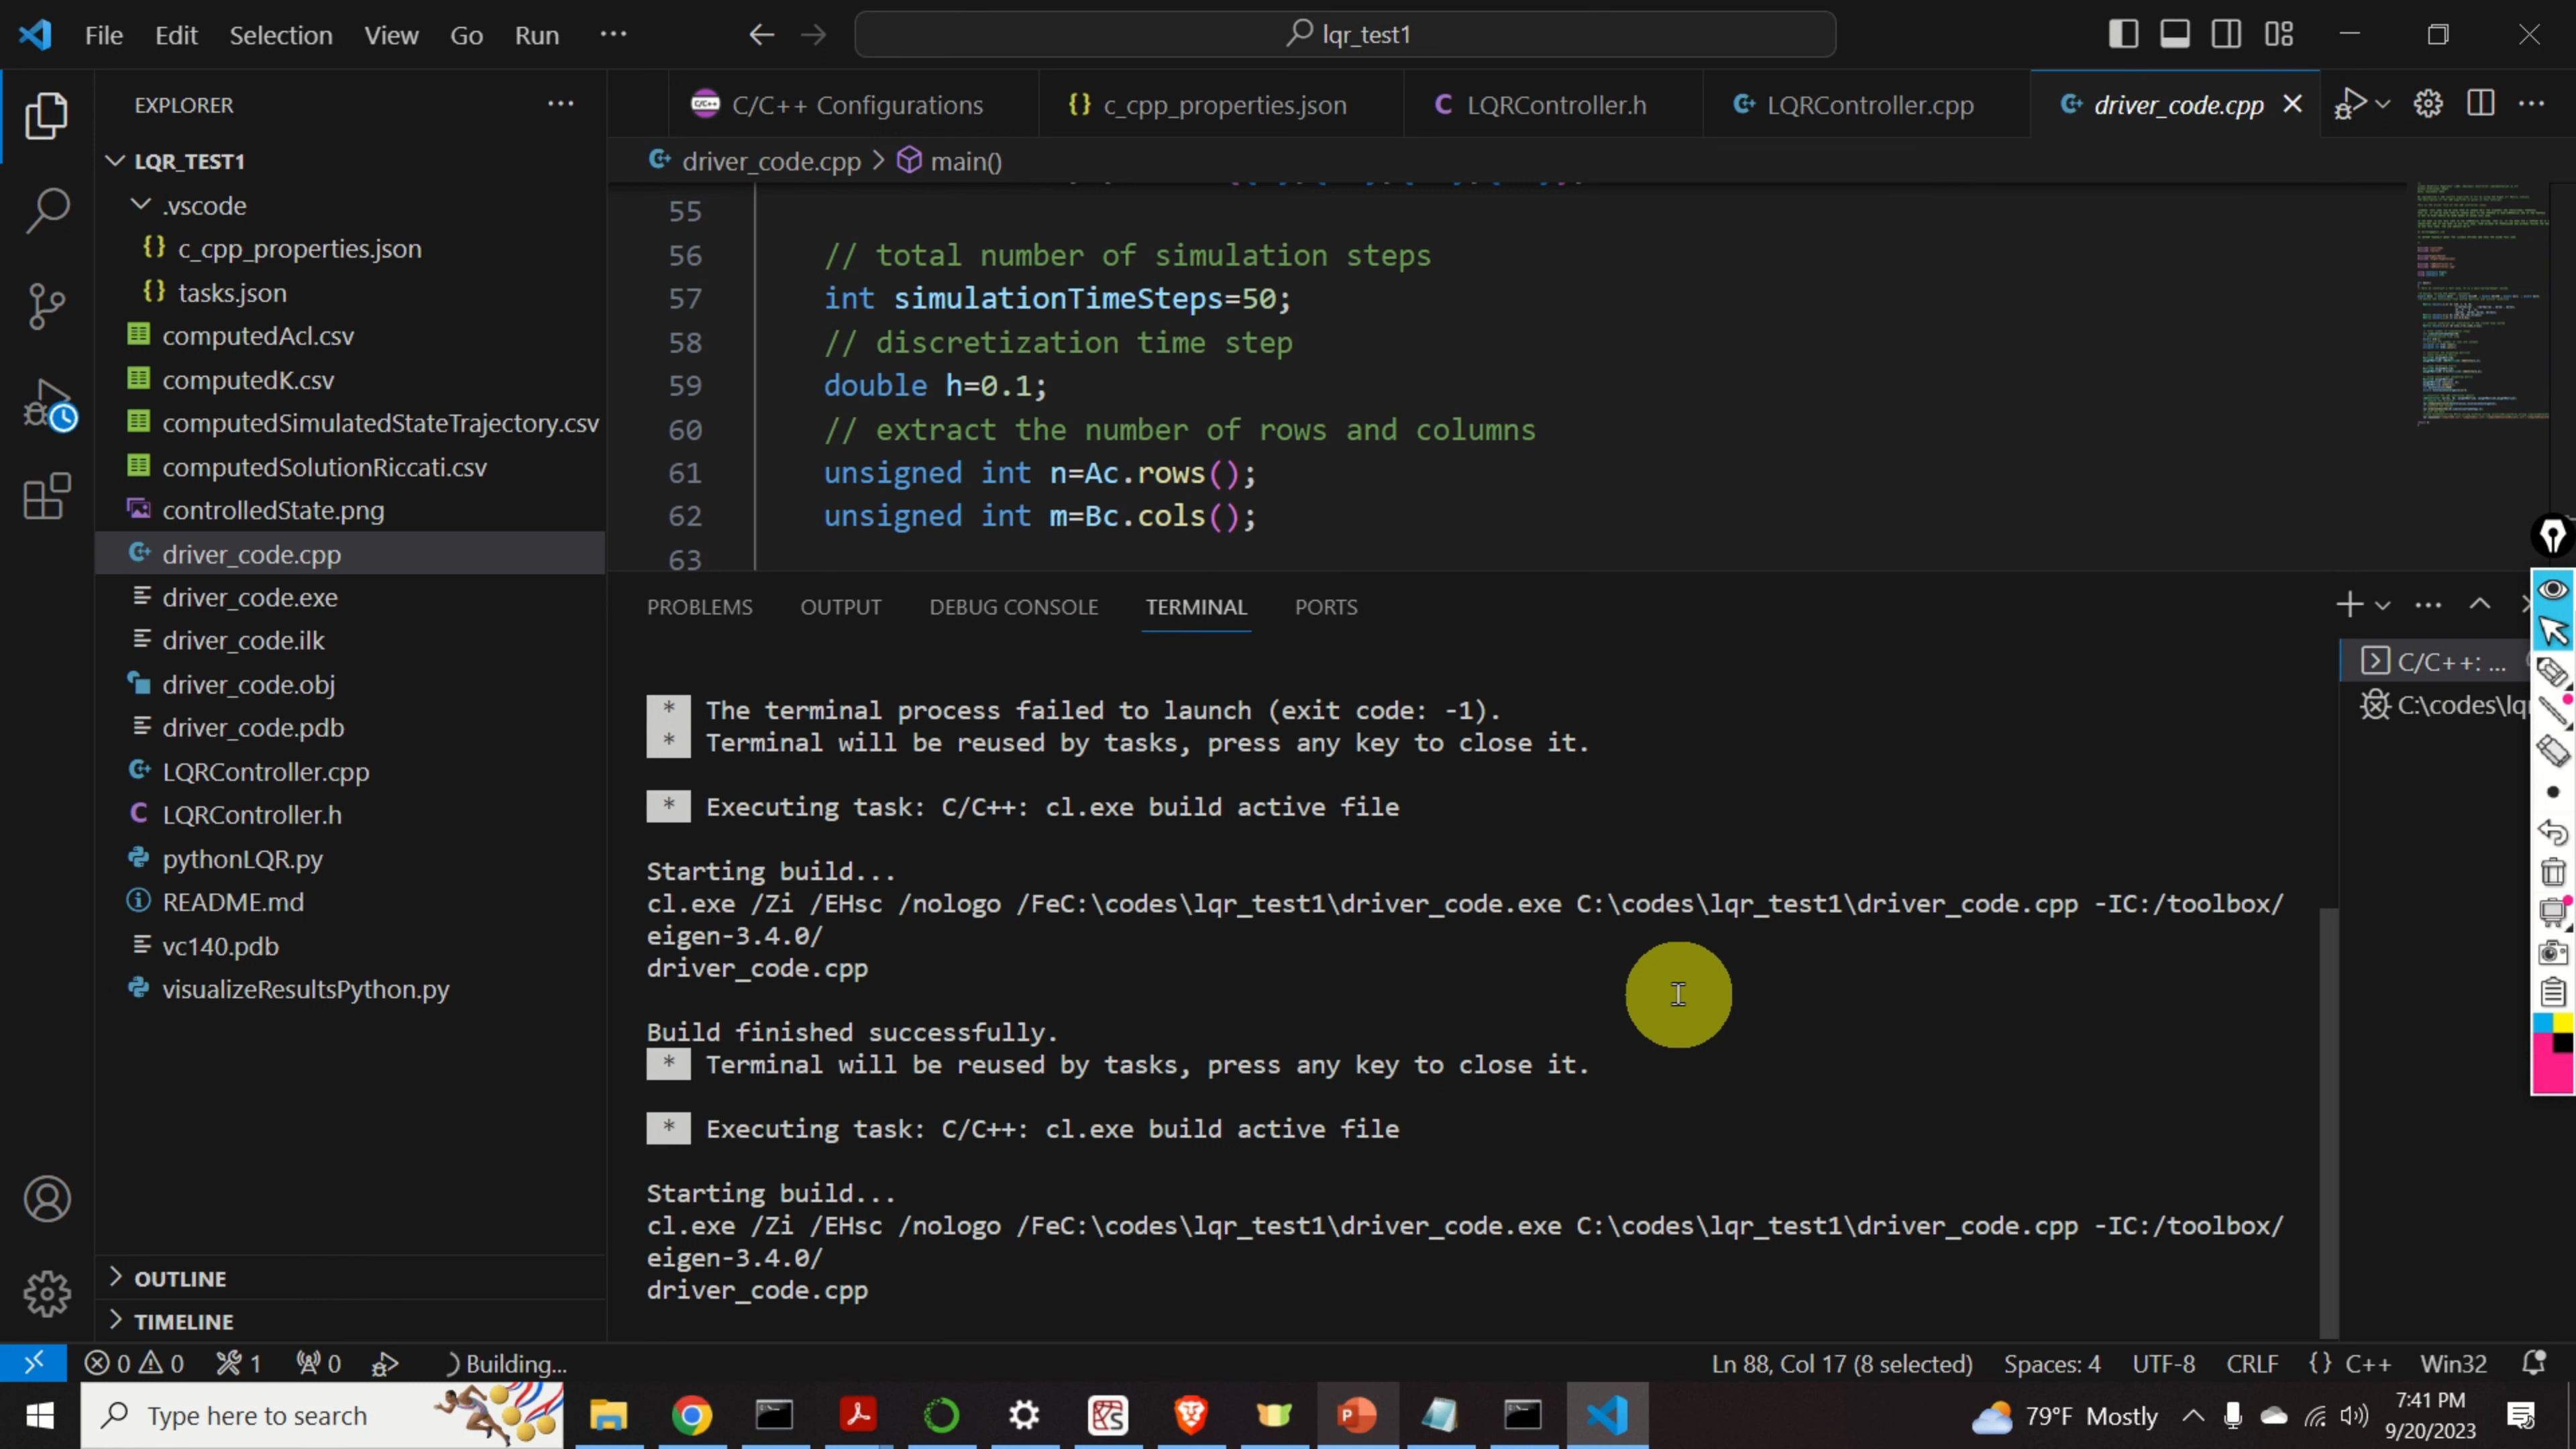 File Edit Selection View Go Run ···
lqr_test1
EXPLORER ···
C/C++ Configurations
{} c_cpp_properties.json
C LQRController.h
LQRController.cpp
driver_code.cpp
driver_code.cpp > main()
LQR_TEST1
.vscode
{} c_cpp_properties.json
{} tasks.json
computedAcl.csv
computedK.csv
computedSimulatedStateTrajectory.csv
computedSolutionRiccati.csv
controlledState.png
driver_code.cpp
driver_code.exe
driver_code.ilk
driver_code.obj
driver_code.pdb
LQRController.cpp
C LQRController.h
pythonLQR.py
README.md
vc140.pdb
visualizeResultsPython.py
OUTLINE
TIMELINE
55
56 // total number of simulation steps
57 int simulationTimeSteps=50;
58 // discretization time step
59 double h=0.1;
60 // extract the number of rows and columns
61 unsigned int n=Ac.rows();
62 unsigned int m=Bc.cols();
63
PROBLEMS OUTPUT DEBUG CONSOLE TERMINAL PORTS
C/C++: ...
C:\codes\lqr
* The terminal process failed to launch (exit code: -1).
* Terminal will be reused by tasks, press any key to close it.
* Executing task: C/C++: cl.exe build active file
Starting build...
cl.exe /Zi /EHsc /nologo /FeC:\codes\lqr_test1\driver_code.exe C:\codes\lqr_test1\driver_code.cpp -IC:/toolbox/
eigen-3.4.0/
driver_code.cpp
Build finished successfully.
* Terminal will be reused by tasks, press any key to close it.
* Executing task: C/C++: cl.exe build active file
Starting build...
cl.exe /Zi /EHsc /nologo /FeC:\codes\lqr_test1\driver_code.exe C:\codes\lqr_test1\driver_code.cpp -IC:/toolbox/
eigen-3.4.0/
driver_code.cpp
0 0 1 0 Building... Ln 88, Col 17 (8 selected) Spaces: 4 UTF-8 CRLF {} C++ Win32
Type here to search
79°F Mostly
7:41 PM
9/20/2023